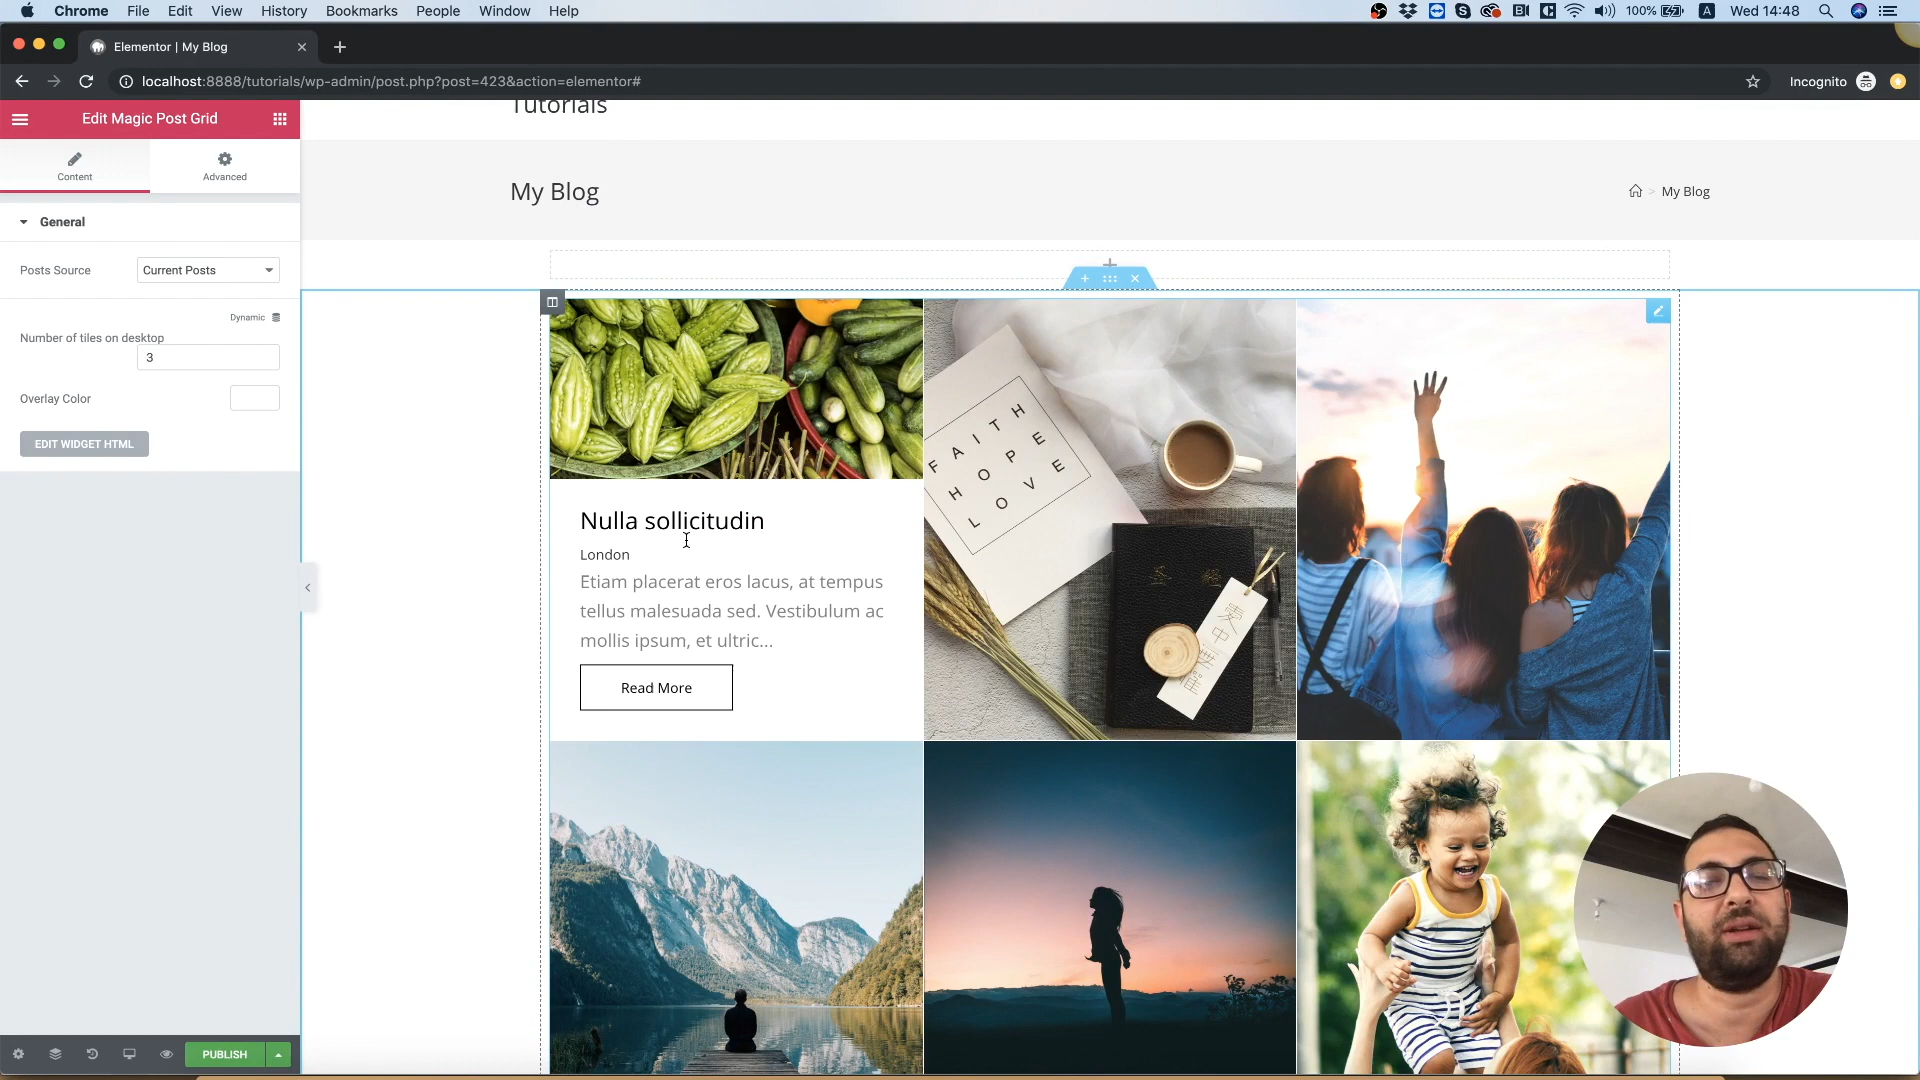 Chrome File Edit View History Bookmarks People Window Help 100% A Wed 14:48
Elementor | My Blog
localhost:8888/tutorials/wp-admin/post.php?post=423&action=elementor# Incognito
Edit Magic Post Grid
Tutorials
Content Advanced
My Blog
> My Blog
General
Posts Source Current Posts
Dynamic
Number of tiles on desktop
3
Overlay Color
EDIT WIDGET HTML
FAITH
HOPE
LOVE
Nulla sollicitudin
London
Etiam placerat eros lacus, at tempus
tellus malesuada sed. Vestibulum ac
mollis ipsum, et ultric...
Read More
PUBLISH